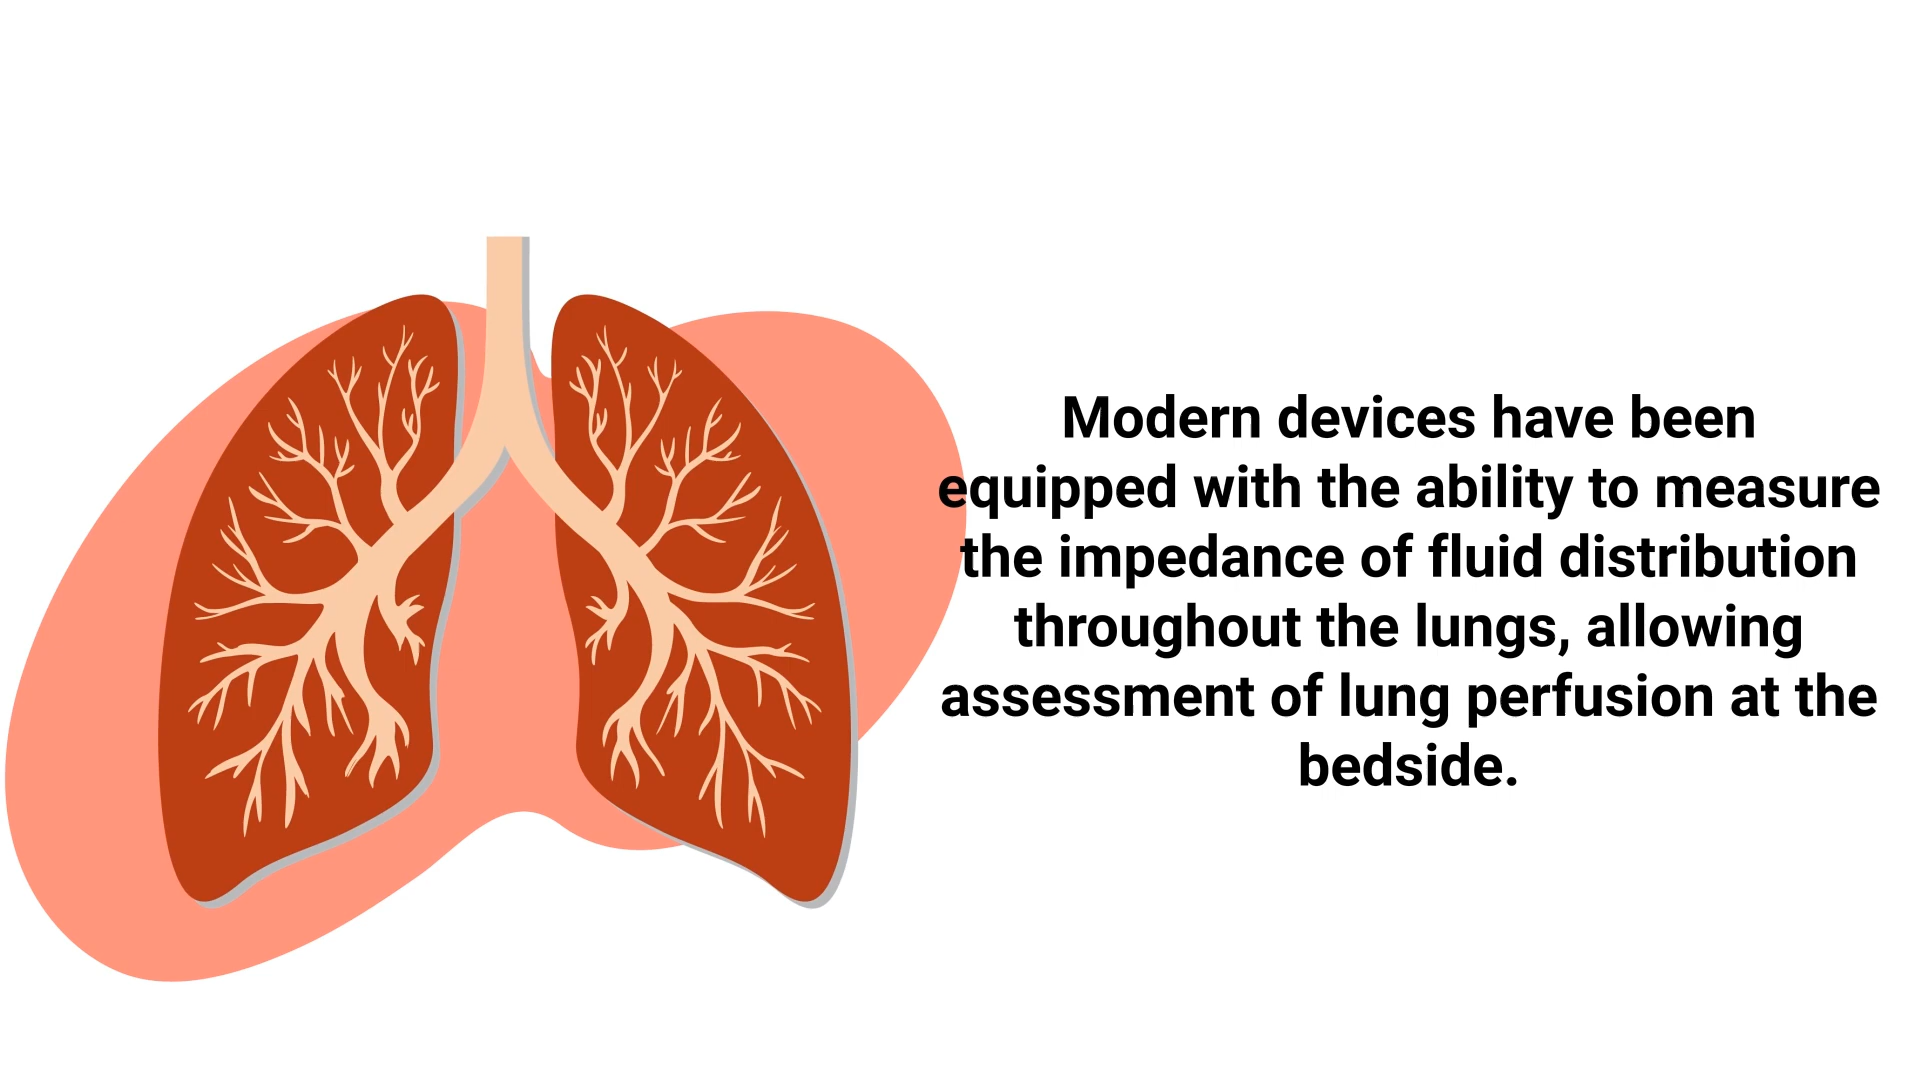 Modern devices have been
equipped with the ability to measure
the impedance of fluid distribution
throughout the lungs, allowing
assessment of lung perfusion at the
bedside.